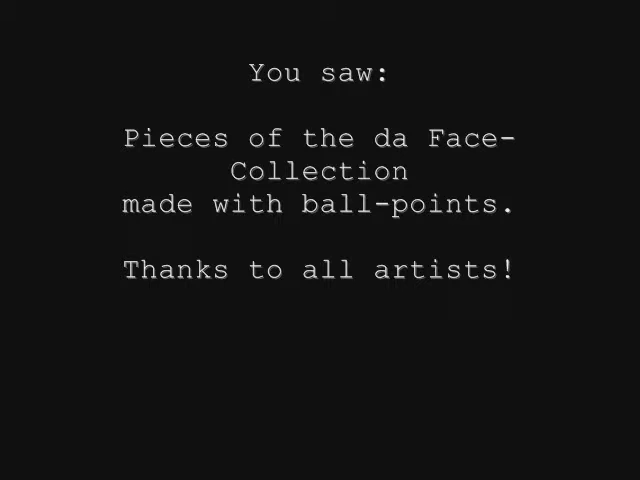 You saw:
Pieces of the da Face-
Collection
made with ball-points.
Thanks to all artists!